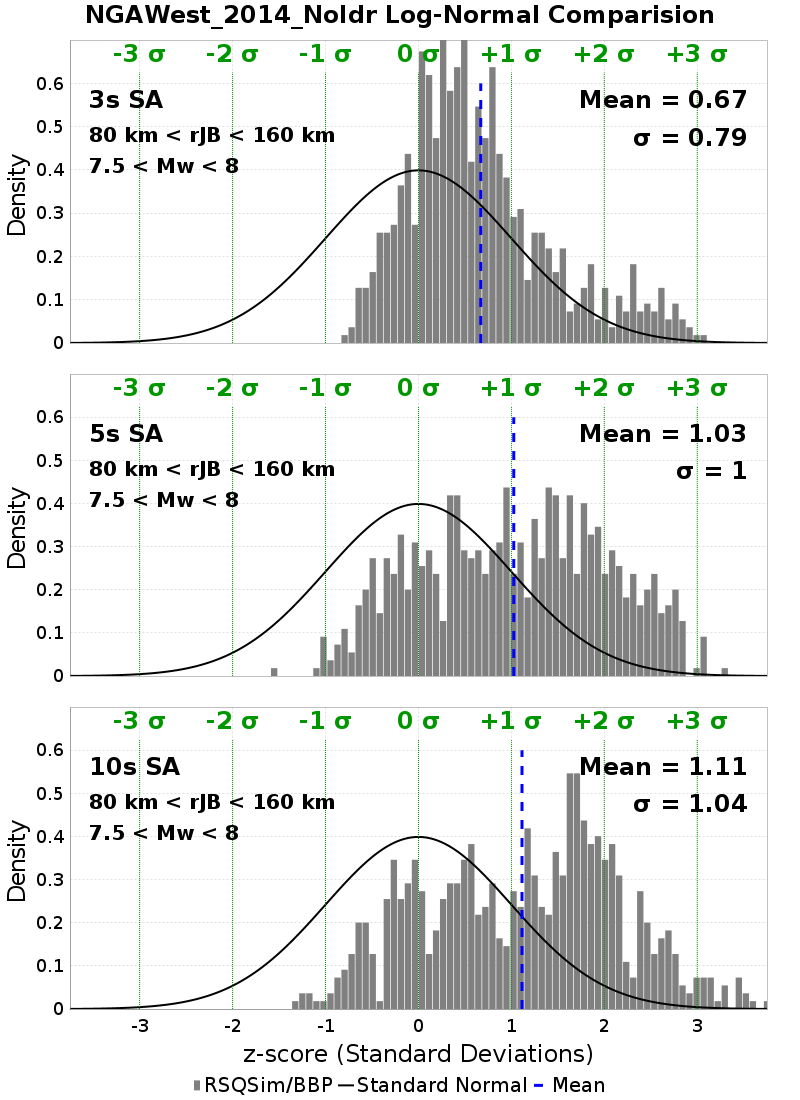 NGAWest_2014_NoIdr Log-Normal Comparision
-3 σ -2 σ -1 σ 0 σ +1 σ +2 σ +3 σ
3s SA
Mean = 0.67
80 km < rJB < 160 km
σ = 0.79
7.5 < Mw < 8
0.6
0.5
0.4
0.3
0.2
0.1
0
Density
-3 σ -2 σ -1 σ 0 σ +1 σ +2 σ +3 σ
5s SA
Mean = 1.03
80 km < rJB < 160 km
σ = 1
7.5 < Mw < 8
0.6
0.5
0.4
0.3
0.2
0.1
0
Density
-3 σ -2 σ -1 σ 0 σ +1 σ +2 σ +3 σ
10s SA
Mean = 1.11
80 km < rJB < 160 km
σ = 1.04
7.5 < Mw < 8
0.6
0.5
0.4
0.3
0.2
0.1
0
Density
-3 -2 -1 0 1 2 3
z-score (Standard Deviations)
RSQSim/BBP Standard Normal Mean